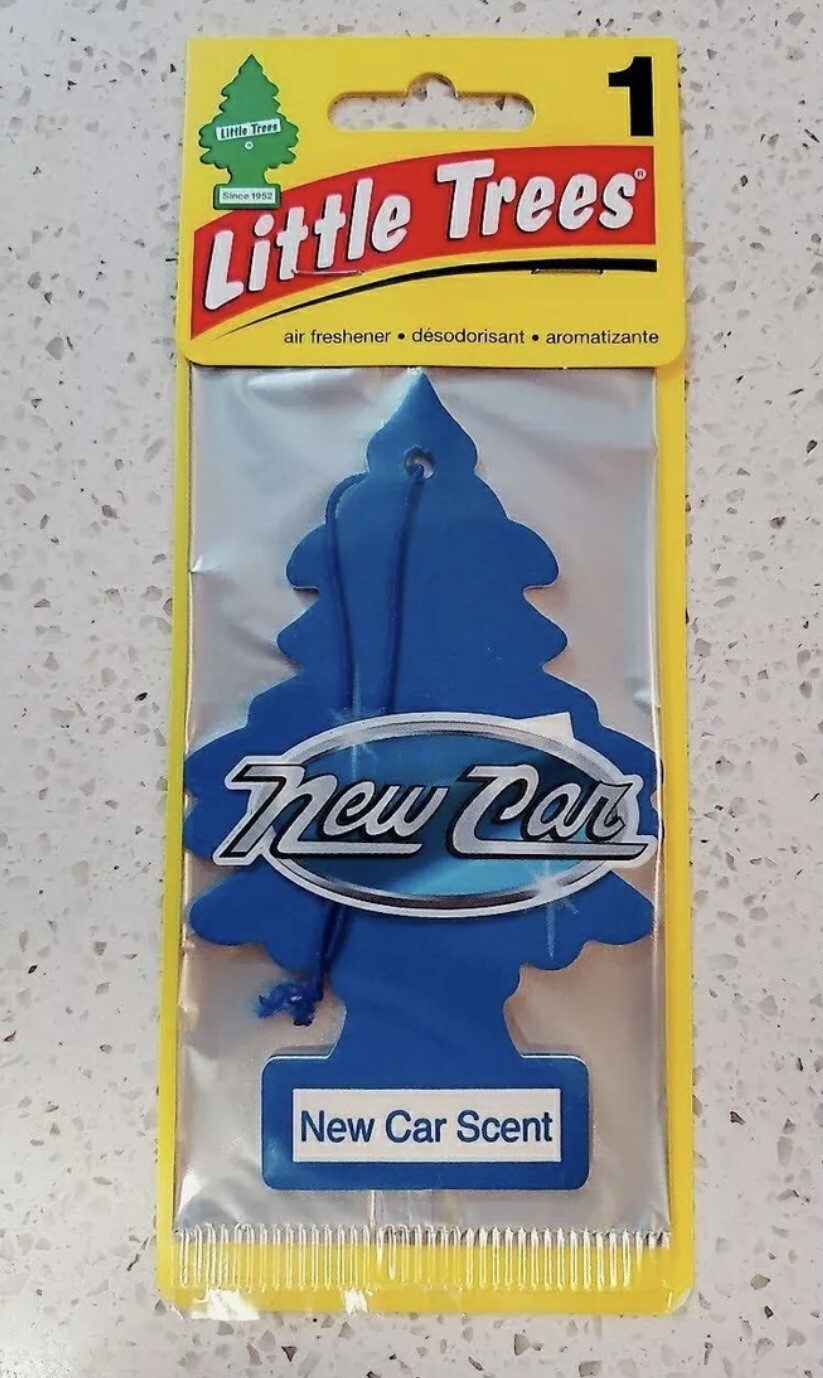 1
Little Trees
Since 1952
Little Trees®
air freshener • désodorisant • aromatizante
New Car
New Car Scent